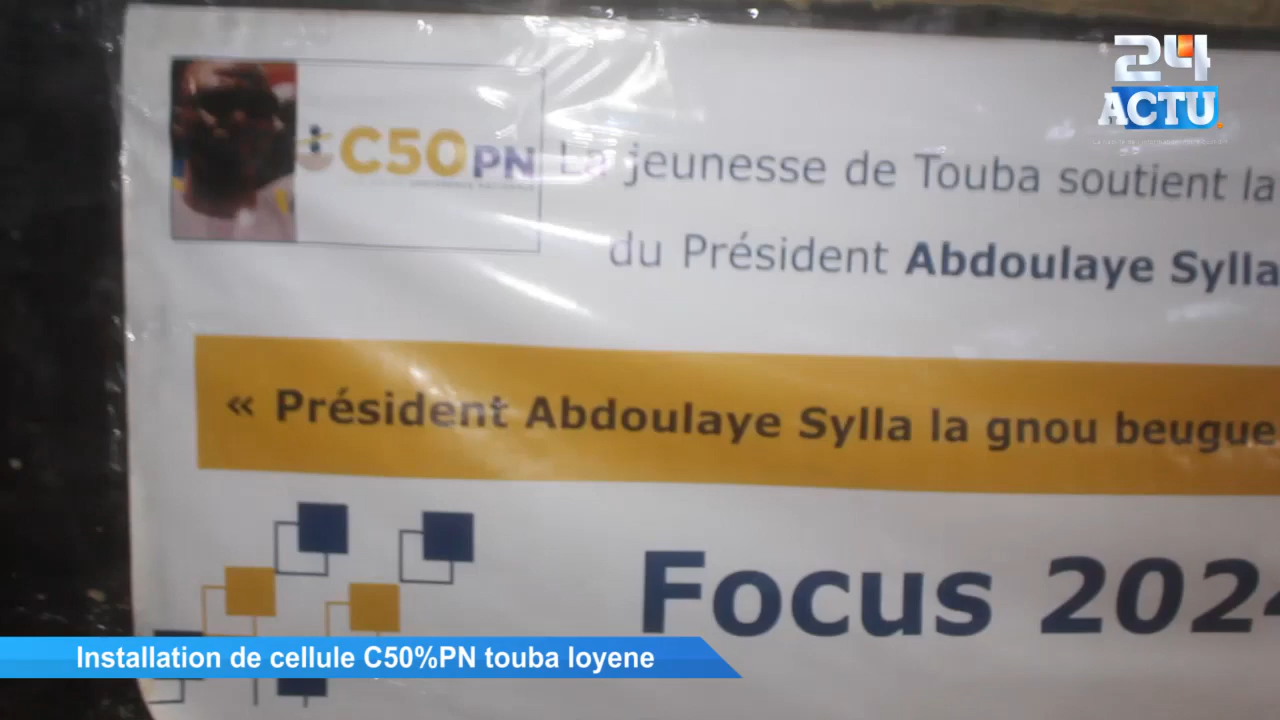 24
ACTU
C50PN
La jeunesse de Touba soutient la
du Président Abdoulaye Sylla
« Président Abdoulaye Sylla la gnou beugue
Focus 2024
Installation de cellule C50%PN touba loyene